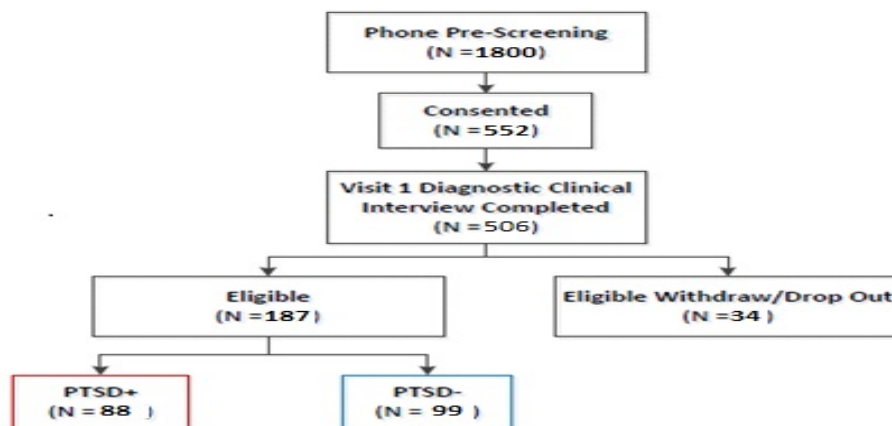 Phone Pre-Screening
(N =1800)
Consented
(N =552)
Visit 1 Diagnostic Clinical
Interview Completed
(N =506)
Eligible
(N =187)
Eligible Withdraw/Drop Out
(N =34 )
PTSD+
(N = 88 )
PTSD-
(N = 99 )